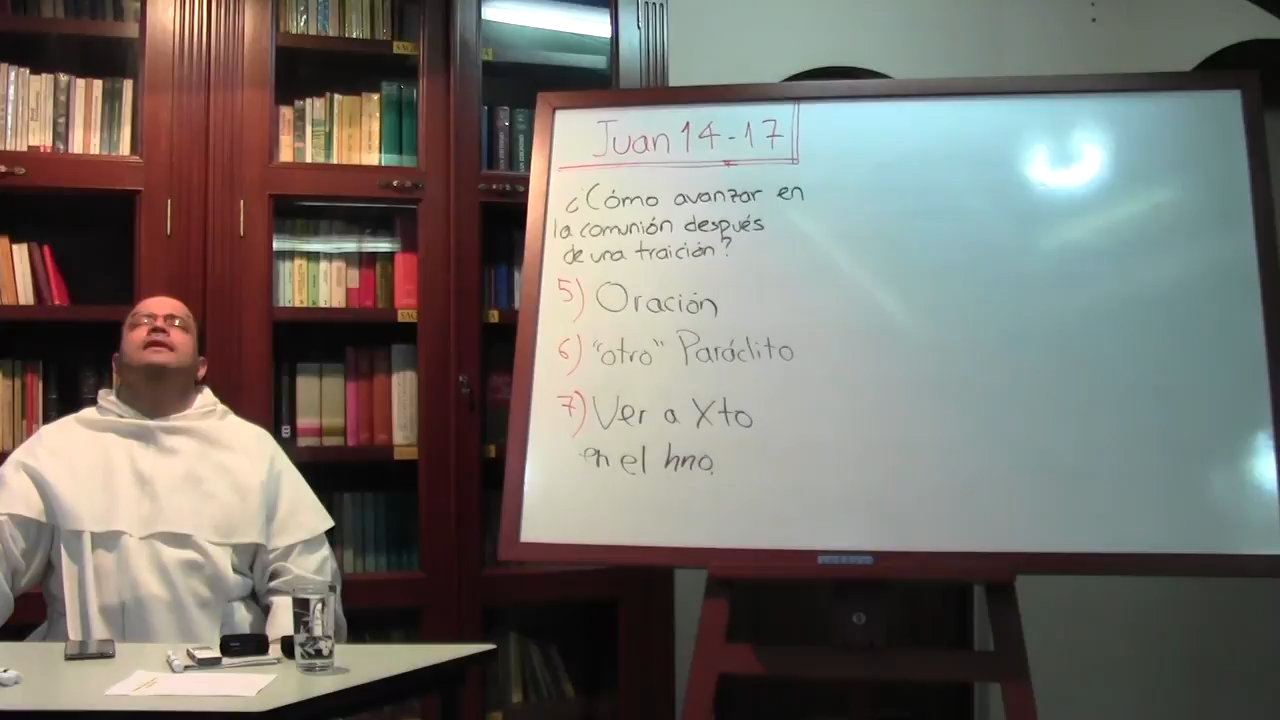 Juan 14-17
¿Cómo avanzar en
la comunión después
de una traición?
5) Oración
6) "otro" Paráclito
7) Ver a Xto
en el hno.